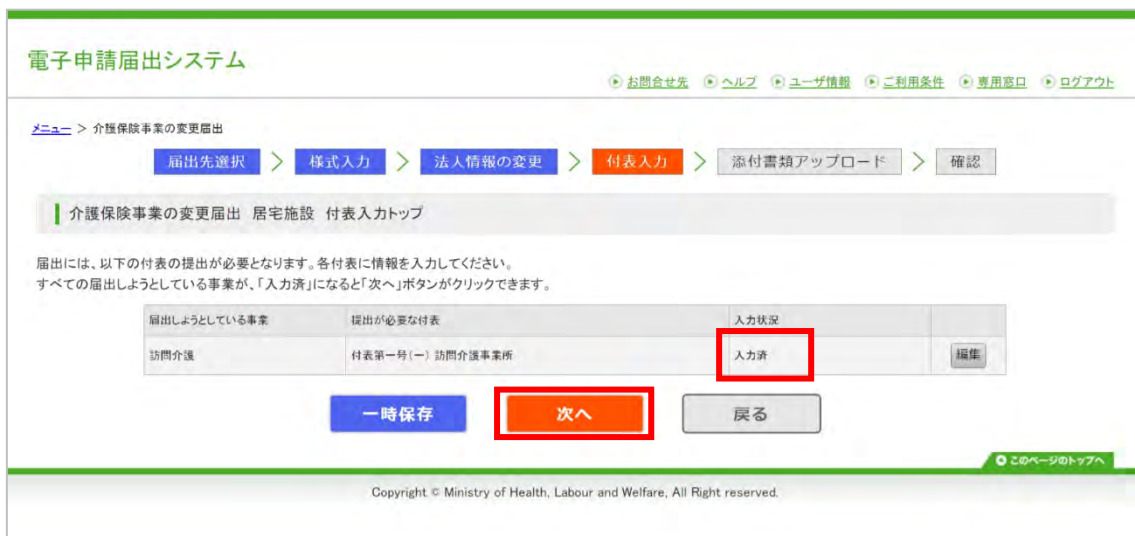 電子申請届出システム
お問合せ先 ヘルプ ユーザ情報 ご利用条件 専用窓口 ログアウト
メニュー > 介護保険事業の変更届出
届出先選択 > 様式入力 > 法人情報の変更 > 付表入力 > 添付書類アップロード > 確認
介護保険事業の変更届出 居宅施設 付表入力トップ
届出には、以下の付表の提出が必要となります。各付表に情報を入力してください。
すべての届出しようとしている事業が、「入力済」になると「次へ」ボタンがクリックできます。
届出しようとしている事業 提出が必要な付表 入力状況
訪問介護 付表第一号(一) 訪問介護事業所 入力済 編集
一時保存 次へ 戻る
このページのトップへ
Copyright © Ministry of Health, Labour and Welfare, All Right reserved.